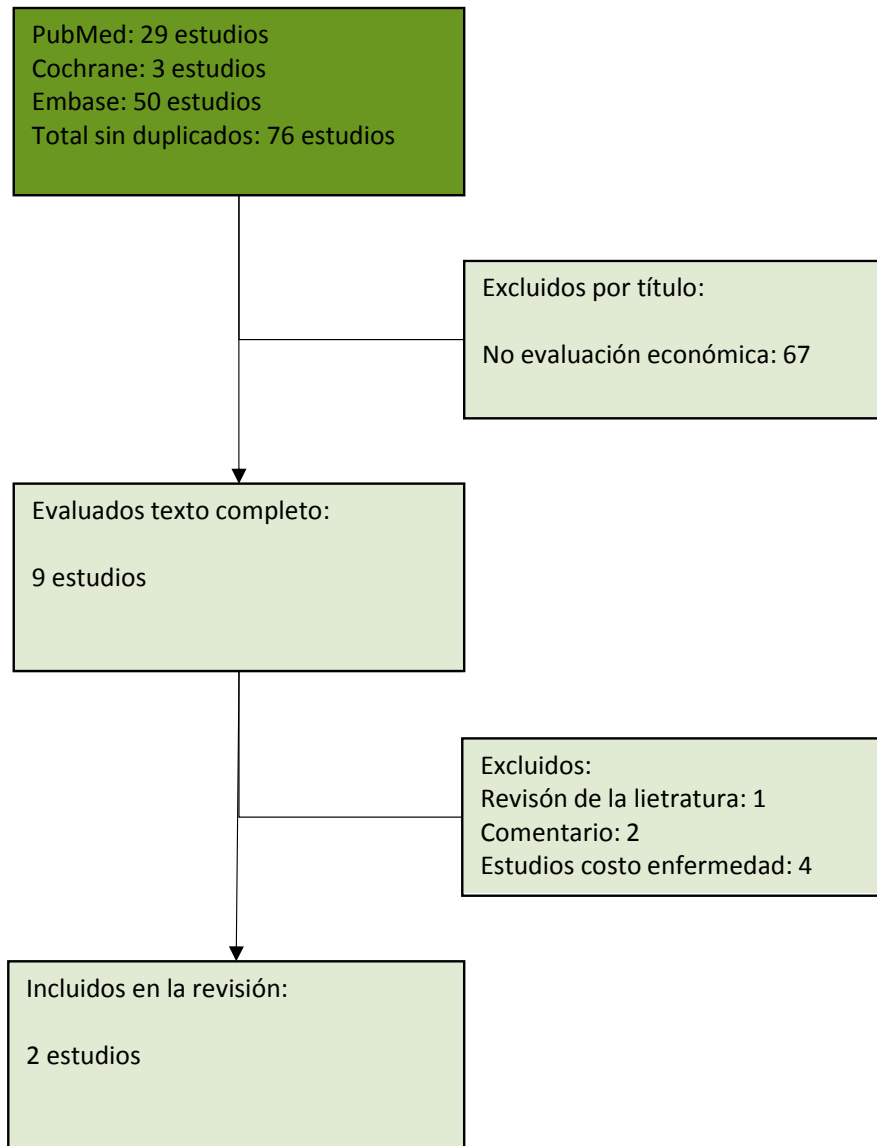 PubMed: 29 estudios
Cochrane: 3 estudios
Embase: 50 estudios
Total sin duplicados: 76 estudios
Excluidos por título:
No evaluación económica: 67
Evaluados texto completo:
9 estudios
Excluidos:
Revisón de la lietratura: 1
Comentario: 2
Estudios costo enfermedad: 4
Incluidos en la revisión:
2 estudios